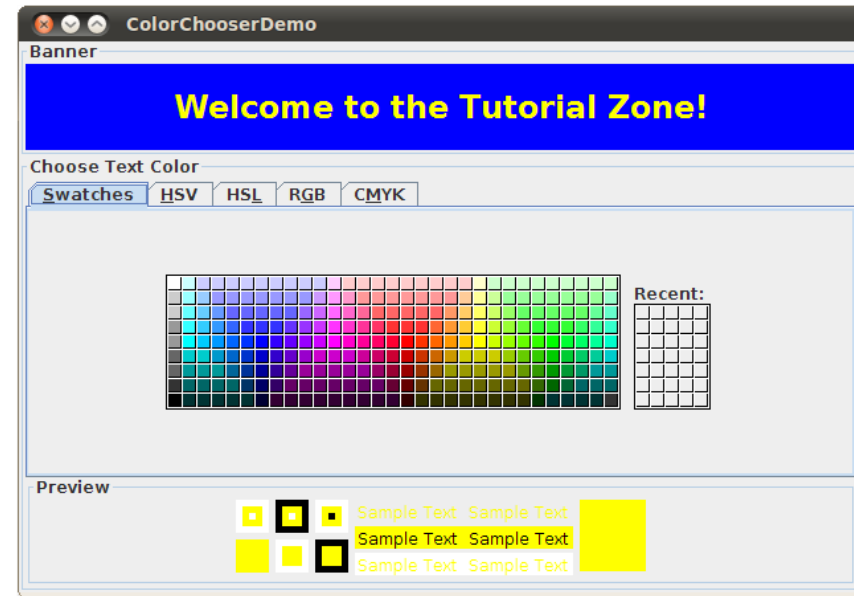 ColorChooserDemo
Banner
Welcome to the Tutorial Zone!
Choose Text Color
Swatches HSV HSL RGB CMYK
Recent:
Preview
Sample Text Sample Text
Sample Text Sample Text
Sample Text Sample Text